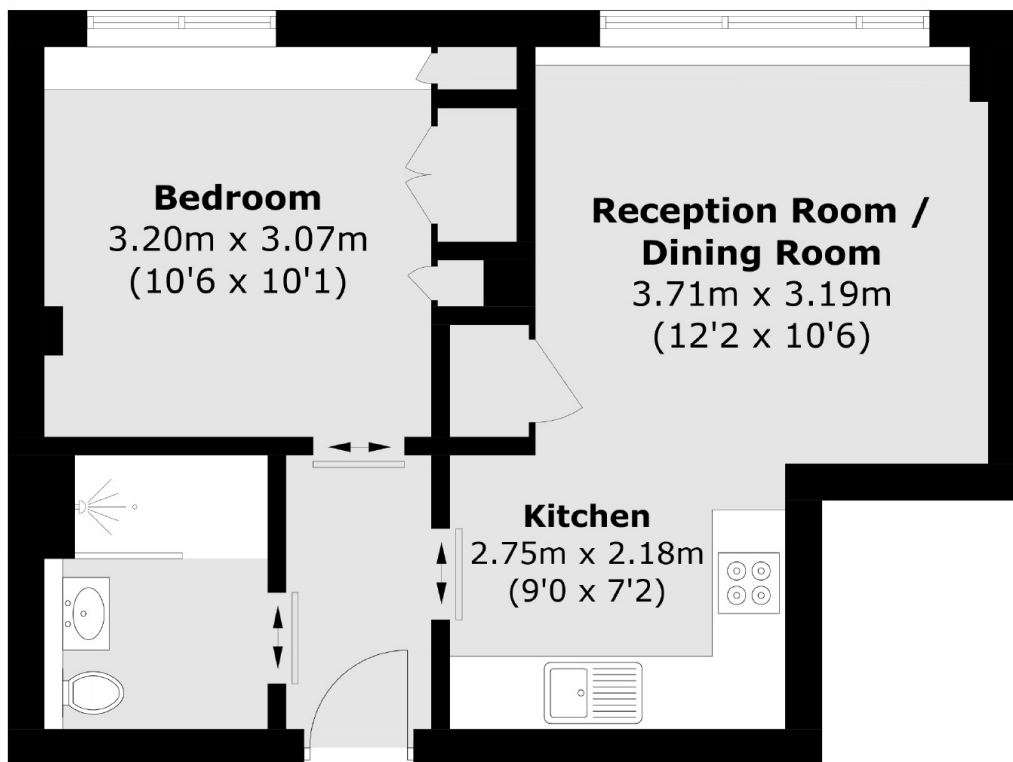 Bedroom
3.20m x 3.07m
(10'6 x 10'1)
Reception Room /
Dining Room
3.71m x 3.19m
(12'2 x 10'6)
Kitchen
2.75m x 2.18m
(9'0 x 7'2)